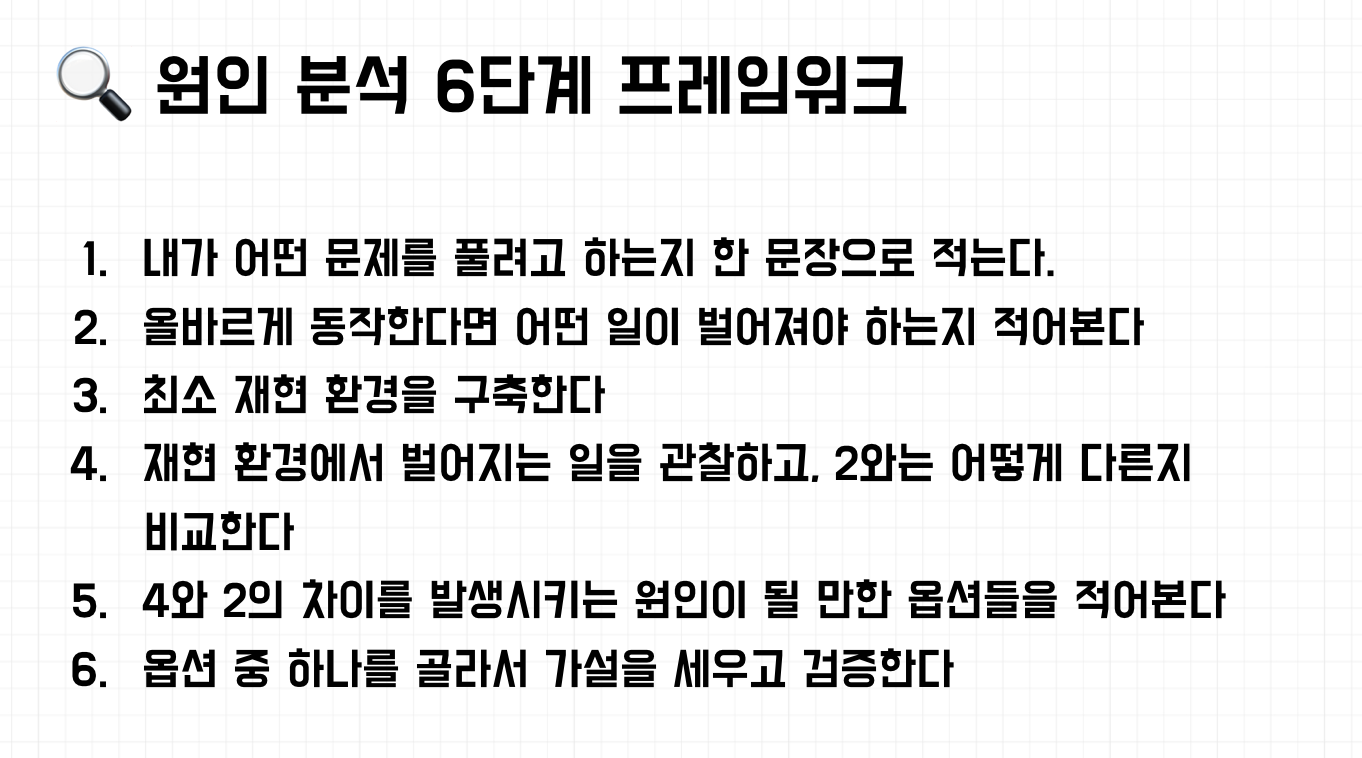 🔍 원인 분석 6단계 프레임워크
1. 내가 어떤 문제를 풀려고 하는지 한 문장으로 적는다.
2. 올바르게 동작한다면 어떤 일이 벌어져야 하는지 적어본다
3. 최소 재현 환경을 구축한다
4. 재현 환경에서 벌어지는 일을 관찰하고, 2와는 어떻게 다른지
비교한다
5. 4와 2의 차이를 발생시키는 원인이 될 만한 옵션들을 적어본다
6. 옵션 중 하나를 골라서 가설을 세우고 검증한다